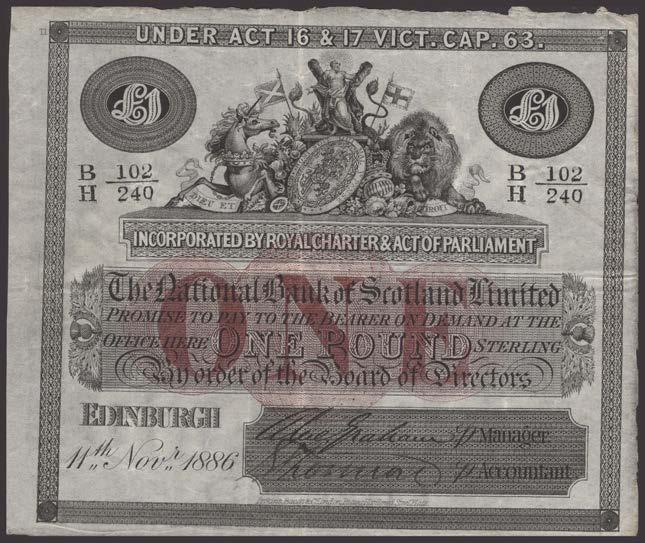 UNDER ACT 16 & 17 VICT. CAP. 63.
£1 £1
B 102 B 102
H 240 H 240
DIEU ET DROIT
INCORPORATED BY ROYAL CHARTER & ACT OF PARLIAMENT
ONE
The National Bank of Scotland Limited
PROMISE TO PAY TO THE BEARER ON DEMAND AT THE
OFFICE HERE ONE POUND STERLING
By order of the Board of Directors
EDINBURGH
11th Novr. 1886
Graham Manager.
Accountant